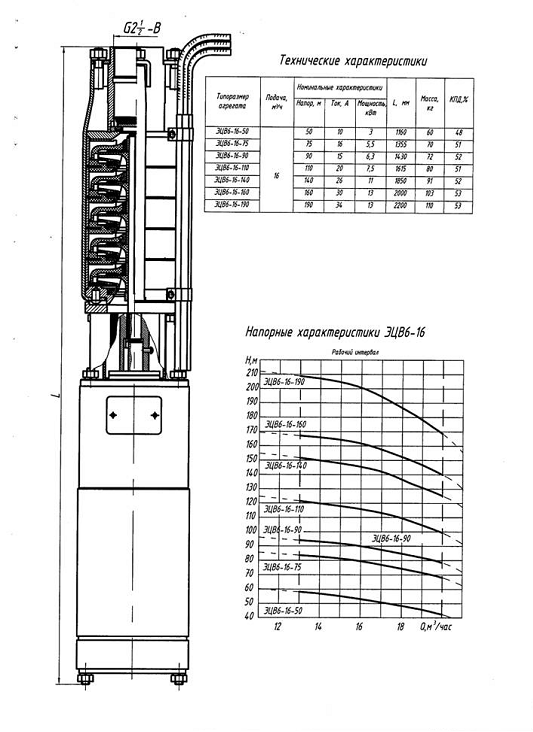 G2 1/2 -В
Технические характеристики
Типоразмер агрегата
Подача, м³/ч
Номинальные характеристики
Напор, м
Ток, А
Мощность, кВт
L, мм
Масса, кг
КПД,%
ЭЦВ6-16-50 50 10 3 1160 60 48
ЭЦВ6-16-75 75 16 5,5 1355 70 51
ЭЦВ6-16-90 90 15 6,3 1430 72 52
ЭЦВ6-16-110 16 110 20 7,5 1615 80 51
ЭЦВ6-16-140 140 26 11 1850 91 52
ЭЦВ6-16-160 160 30 13 2000 103 53
ЭЦВ6-16-190 190 34 13 2200 110 53
L
Напорные характеристики ЭЦВ6-16
Рабочий интервал
Н,м
210
200
190
180
170
160
150
140
130
120
110
100
90
80
70
60
50
40
ЭЦВ6-16-190
ЭЦВ6-16-160
ЭЦВ6-16-140
ЭЦВ6-16-110
ЭЦВ6-16-90
ЭЦВ6-16-90
ЭЦВ6-16-75
ЭЦВ6-16-50
12 14 16 18 Q,м³/час